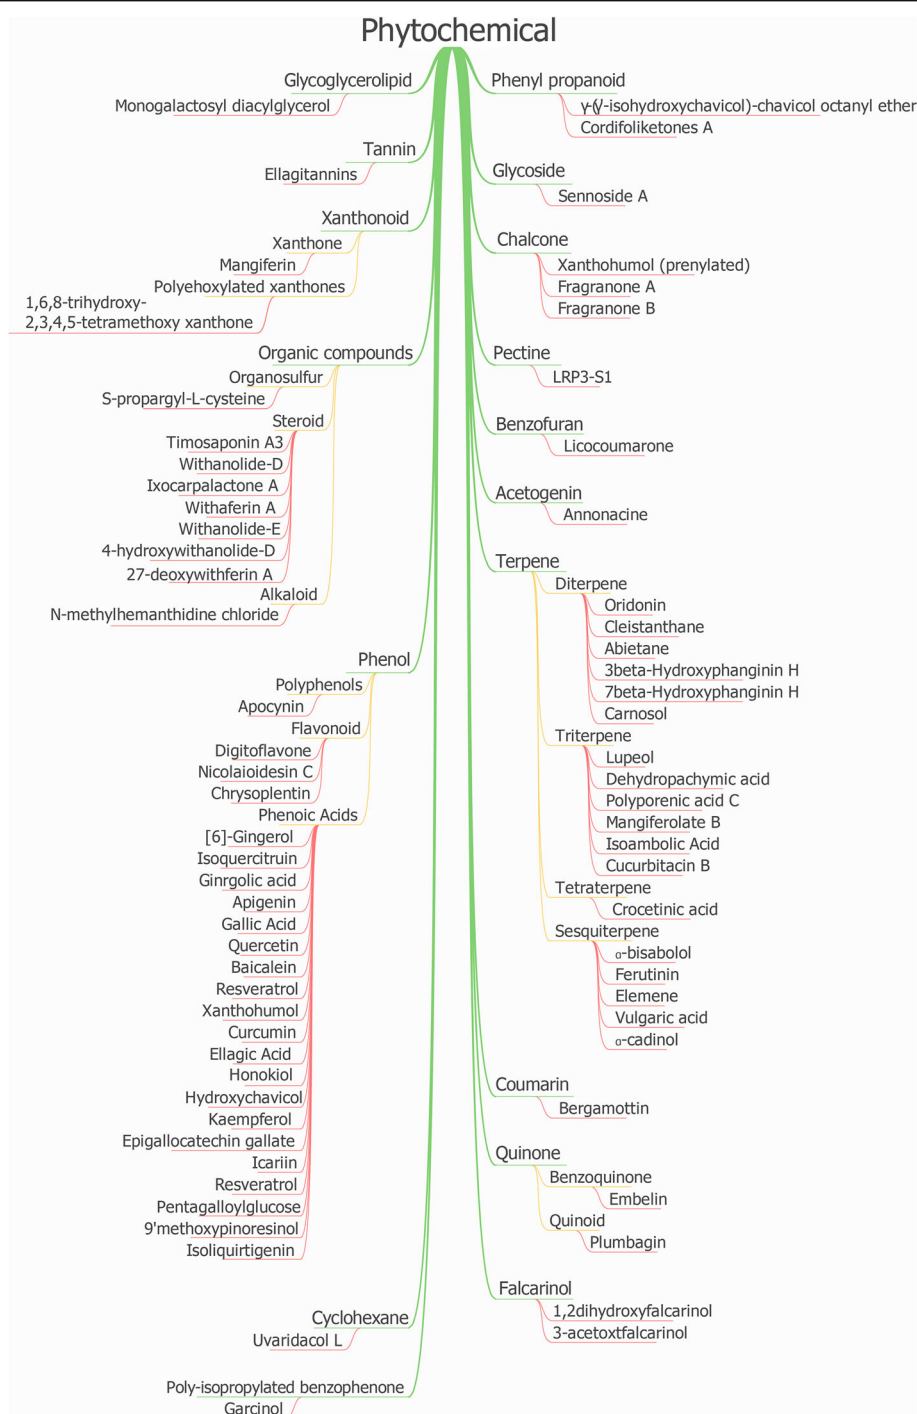 Phytochemical
Glycoglycerolipid
Monogalactosyl diacylglycerol
Tannin
Ellagitannins
Xanthonoid
Xanthone
Mangiferin
Polyehoxylated xanthones
1,6,8-trihydroxy-
2,3,4,5-tetramethoxy xanthone
Organic compounds
Organosulfur
S-propargyl-L-cysteine
Steroid
Timosaponin A3
Withanolide-D
Ixocarpalactone A
Withaferin A
Withanolide-E
4-hydroxywithanolide-D
27-deoxywithferin A
Alkaloid
N-methylhemanthidine chloride
Phenol
Polyphenols
Apocynin
Flavonoid
Digitoflavone
Nicolaioidesin C
Chrysoplentin
Phenoic Acids
[6]-Gingerol
Isoquercitruin
Ginrgolic acid
Apigenin
Gallic Acid
Quercetin
Baicalein
Resveratrol
Xanthohumol
Curcumin
Ellagic Acid
Honokiol
Hydroxychavicol
Kaempferol
Epigallocatechin gallate
Icariin
Resveratrol
Pentagalloylglucose
9'methoxypinoresinol
Isoliquirtigenin
Cyclohexane
Uvaridacol L
Poly-isopropylated benzophenone
Garcinol
Phenyl propanoid
octanyl ether
Cordifoliketones A
Glycoside
Sennoside A
Chalcone
Xanthohumol (prenylated)
Fragranone A
Fragranone B
Pectine
LRP3-S1
Benzofuran
Licocoumarone
Acetogenin
Annonacine
Terpene
Diterpene
Oridonin
Cleistanthane
Abietane
3beta-Hydroxyphanginin H
7beta-Hydroxyphanginin H
Carnosol
Triterpene
Lupeol
Dehydropachymic acid
Polyporenic acid C
Mangiferolate B
Isoambolic Acid
Cucurbitacin B
Tetraterpene
Crocetinic acid
Sesquiterpene
α-bisabolol
Ferutinin
Elemene
Vulgaric acid
α-cadinol
Coumarin
Bergamottin
Quinone
Benzoquinone
Embelin
Quinoid
Plumbagin
Falcarinol
1,2dihydroxyfalcarinol
3-acetoxtfalcarinol